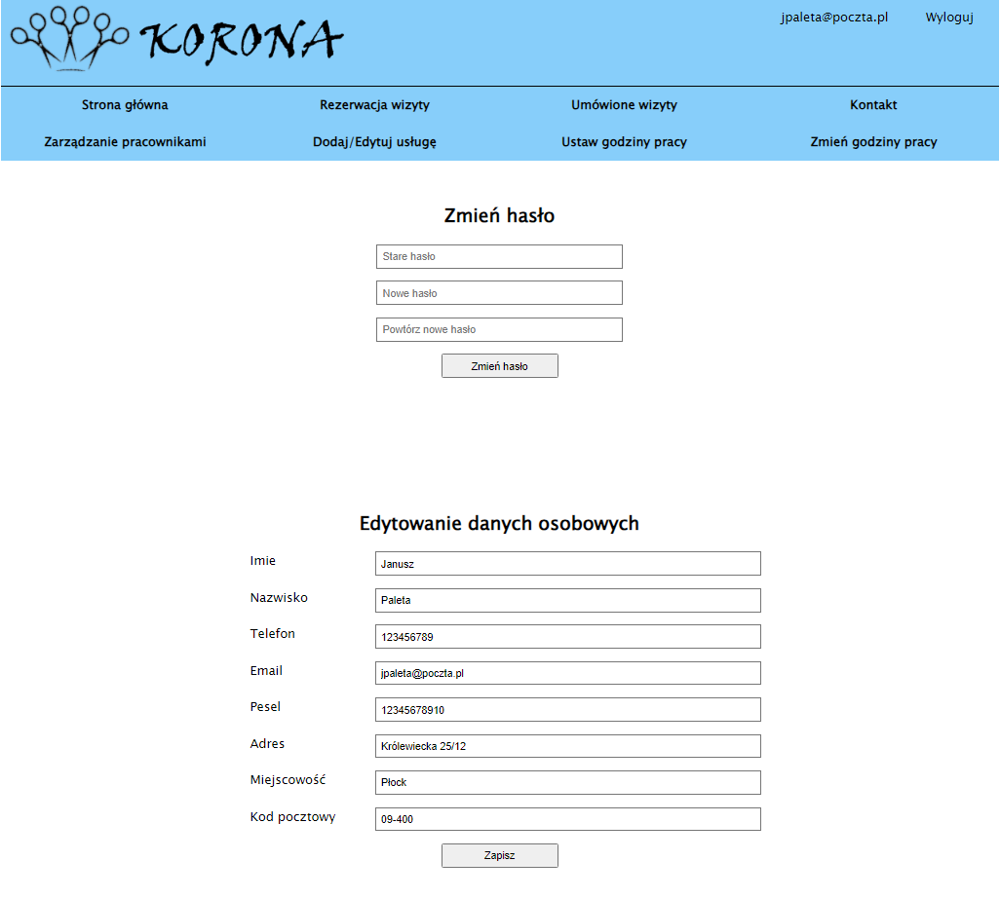 KORONA
jpaleta@poczta.pl Wyloguj
Strona główna Rezerwacja wizyty Umówione wizyty Kontakt
Zarządzanie pracownikami Dodaj/Edytuj usługę Ustaw godziny pracy Zmień godziny pracy
Zmień hasło
Stare hasło
Nowe hasło
Powtórz nowe hasło
Zmień hasło
Edytowanie danych osobowych
Imie Janusz
Nazwisko Paleta
Telefon 123456789
Email jpaleta@poczta.pl
Pesel 12345678910
Adres Królewiecka 25/12
Miejscowość Płock
Kod pocztowy 09-400
Zapisz